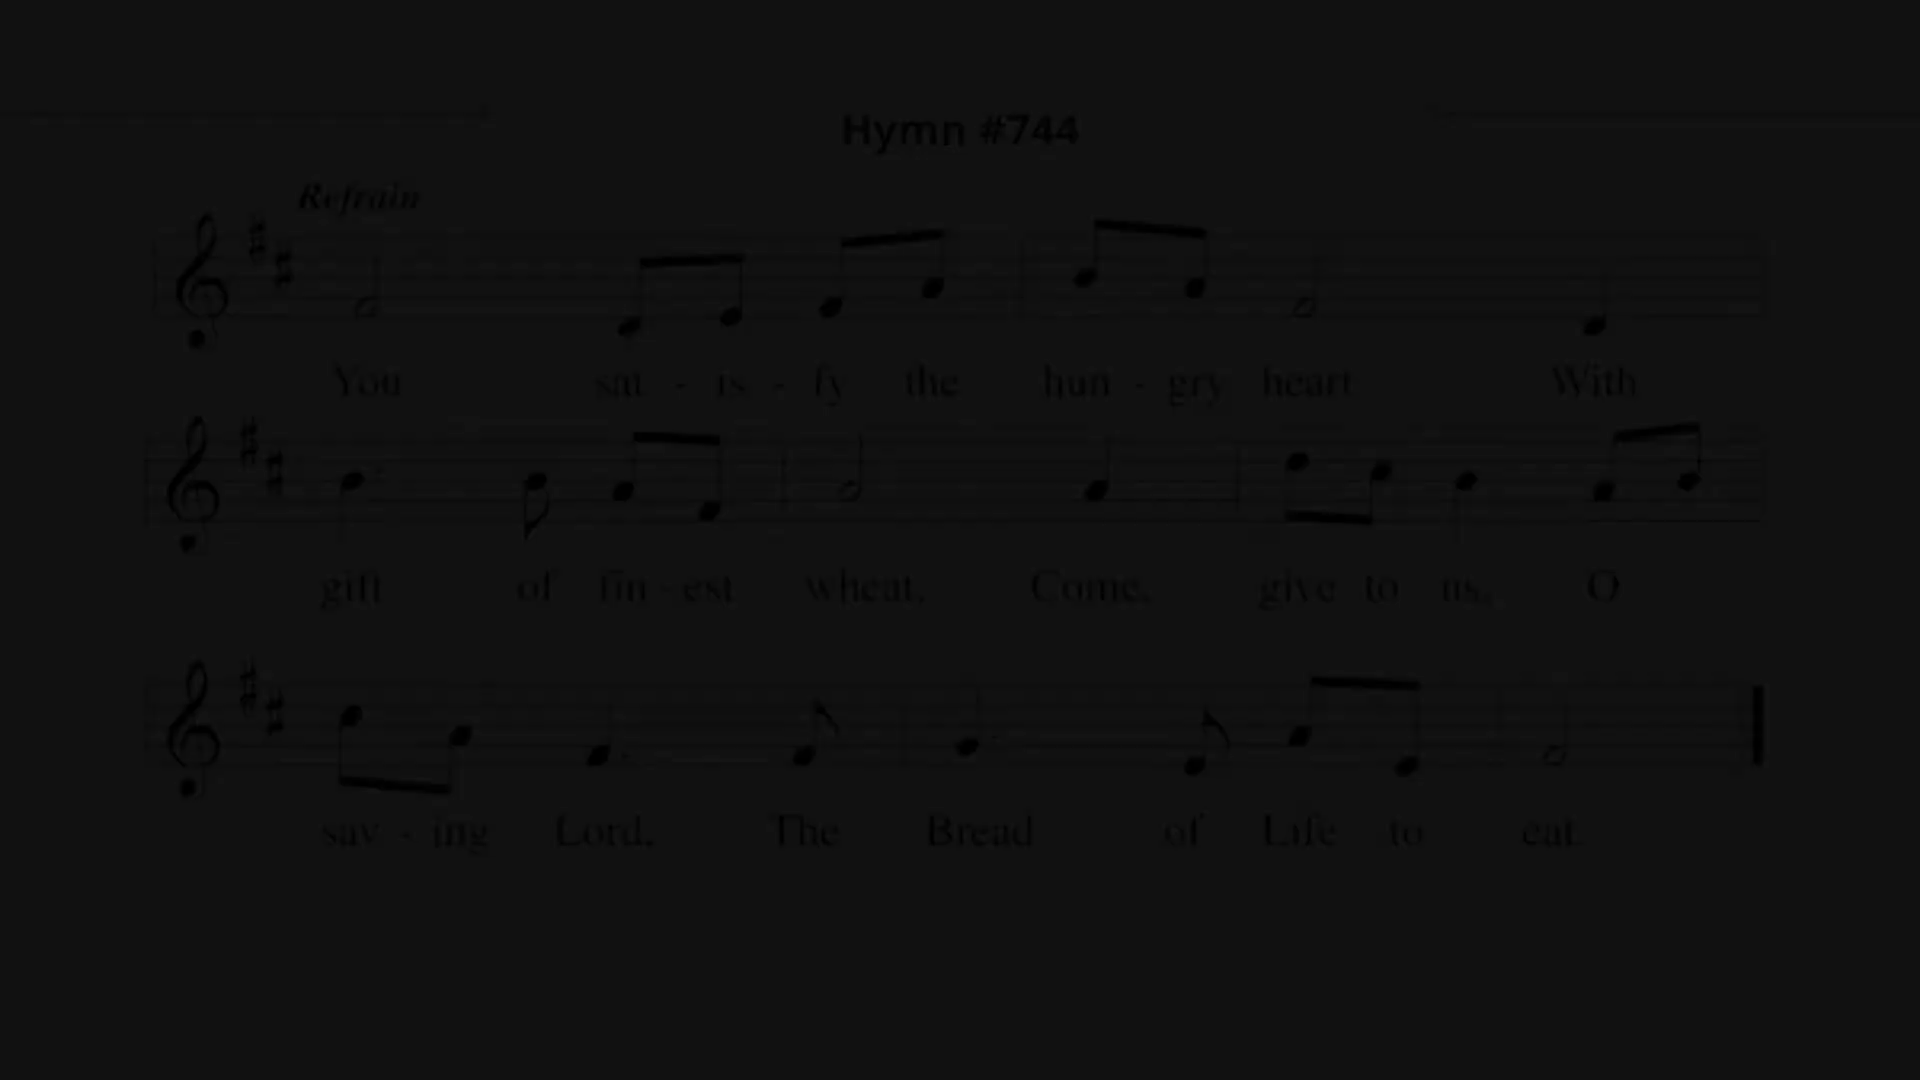 Hymn #744
Refrain
You sat - is - fy the hun - gry heart With
gift of fin - est wheat, Come, give to us, O
sav - ing Lord, The Bread of Life to eat.